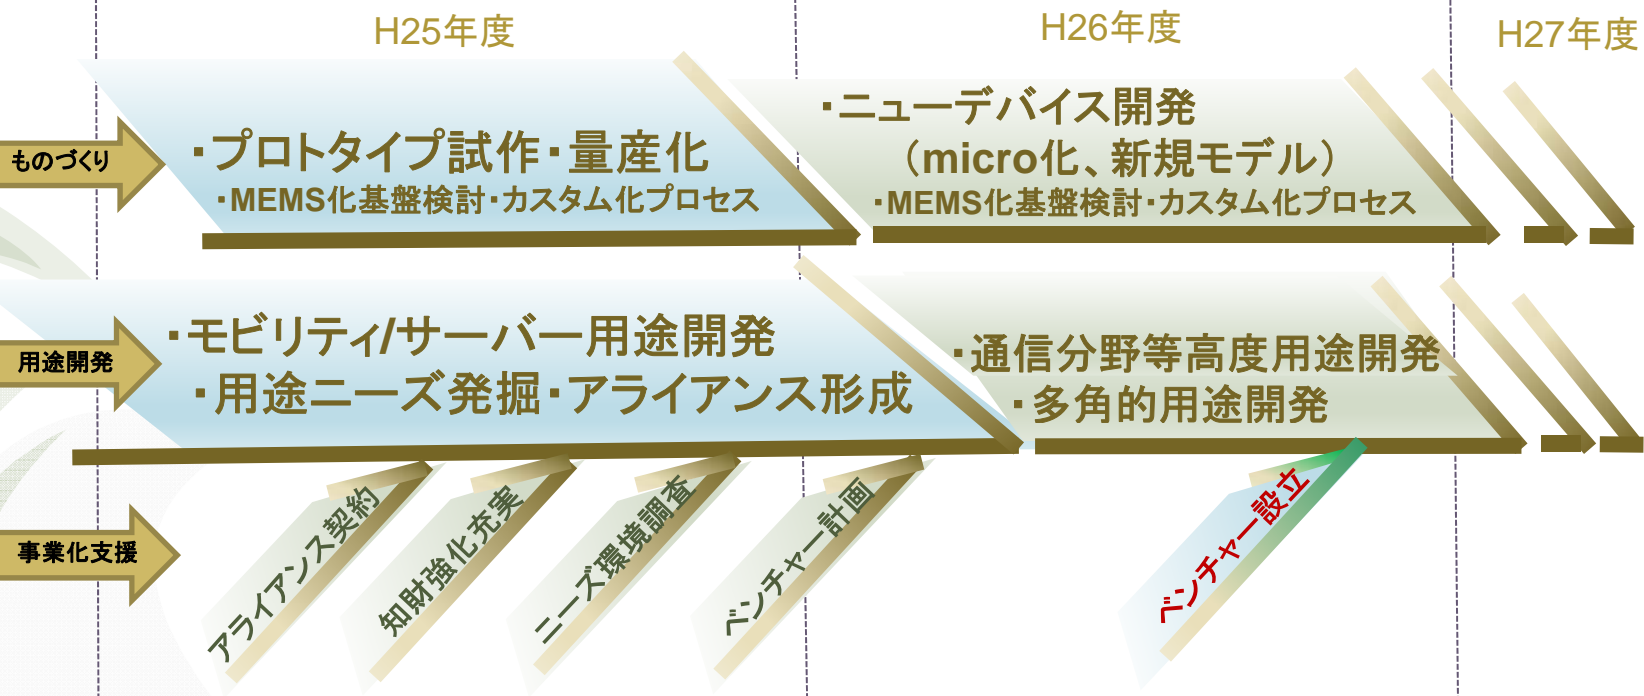 H25年度
H26年度
H27年度
ものづくり
・プロトタイプ試作・量産化
・MEMS化基盤検討・カスタム化プロセス
・ニューデバイス開発
（micro化、新規モデル）
・MEMS化基盤検討・カスタム化プロセス
用途開発
・モビリティ/サーバー用途開発
・用途ニーズ発掘・アライアンス形成
・通信分野等高度用途開発
・多角的用途開発
事業化支援
アライアンス契約
知財強化充実
ニーズ環境調査
ベンチャー計画
ベンチャー設立